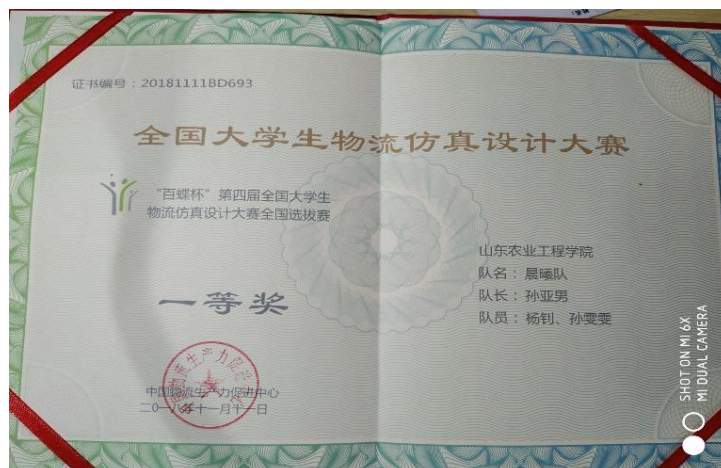 证书编号：20181111BD693
全国大学生物流仿真设计大赛
“百蝶杯”第四届全国大学生
物流仿真设计大赛全国选拔赛
一等奖
中国物流生产力促进中心
二〇一八年十一月十一日
山东农业工程学院
队名：晨曦队
队长：孙亚男
队员：杨钊、孙雯雯
SHOT ON MI 6X
MI DUAL CAMERA